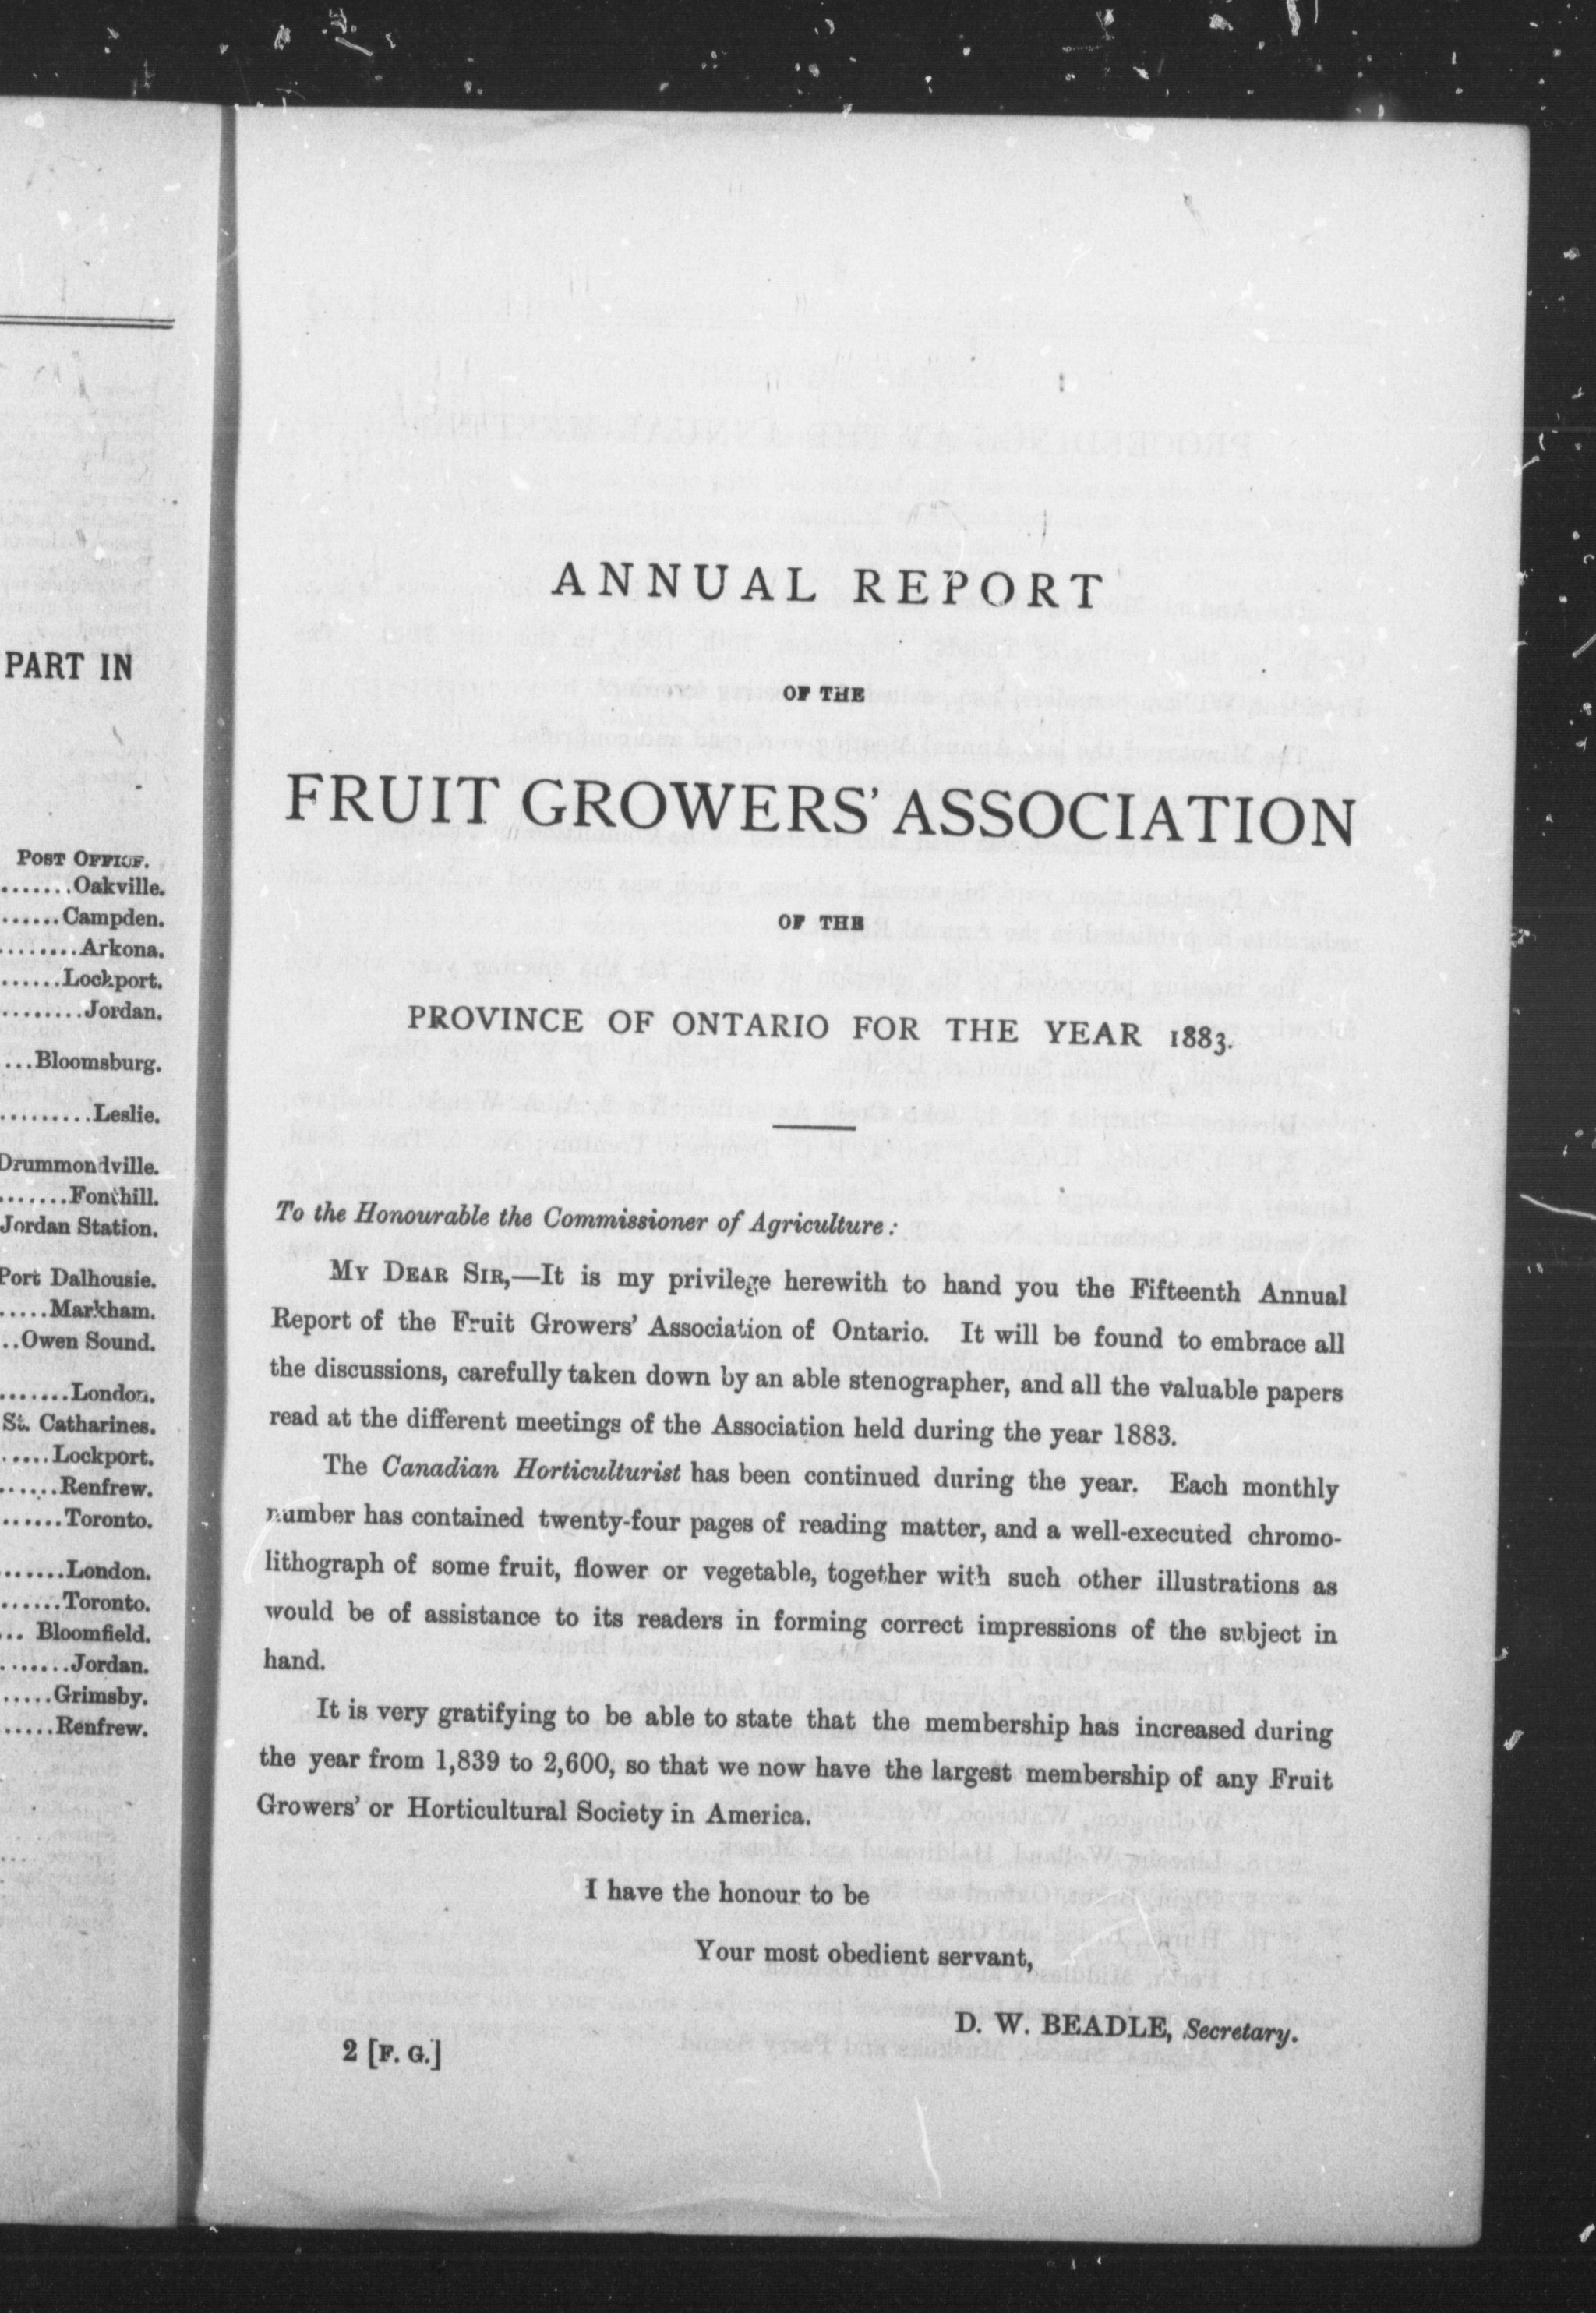 PART IN
POST OFFICE.
.......Oakville.
......Campden.
........Arkona.
......Lockport.
........Jordan.
...Bloomsburg.
.........Leslie.
Drummondville.
.......Fonthill.
Jordan Station.
Port Dalhousie.
.....Markham.
..Owen Sound.
.......London.
St. Catharines.
.....Lockport.
......Renfrew.
......Toronto.
.......London.
......Toronto.
... Bloomfield.
.......Jordan.
.....Grimsby.
.....Renfrew.
ANNUAL REPORT
OF THE
FRUIT GROWERS' ASSOCIATION
OF THE
PROVINCE OF ONTARIO FOR THE YEAR 1883.
To the Honourable the Commissioner of Agriculture:
MY DEAR SIR,—It is my privilege herewith to hand you the Fifteenth Annual
Report of the Fruit Growers' Association of Ontario. It will be found to embrace all
the discussions, carefully taken down by an able stenographer, and all the valuable papers
read at the different meetings of the Association held during the year 1883.
The Canadian Horticulturist has been continued during the year. Each monthly
number has contained twenty-four pages of reading matter, and a well-executed chromo-
lithograph of some fruit, flower or vegetable, together with such other illustrations as
would be of assistance to its readers in forming correct impressions of the subject in
hand.
It is very gratifying to be able to state that the membership has increased during
the year from 1,839 to 2,600, so that we now have the largest membership of any Fruit
Growers' or Horticultural Society in America.
I have the honour to be
Your most obedient servant,
D. W. BEADLE, Secretary.
2 [F. G.]